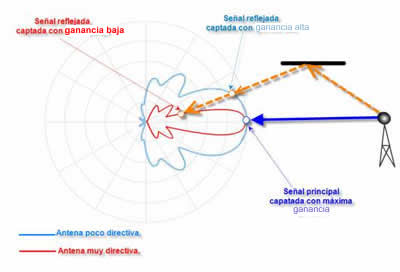 Señal reflejada
captada con ganancia baja
Señal reflejada
captada con ganancia alta
Señal principal
capatada con máxima
ganancia
Antena poco directiva.
Antena muy directiva.